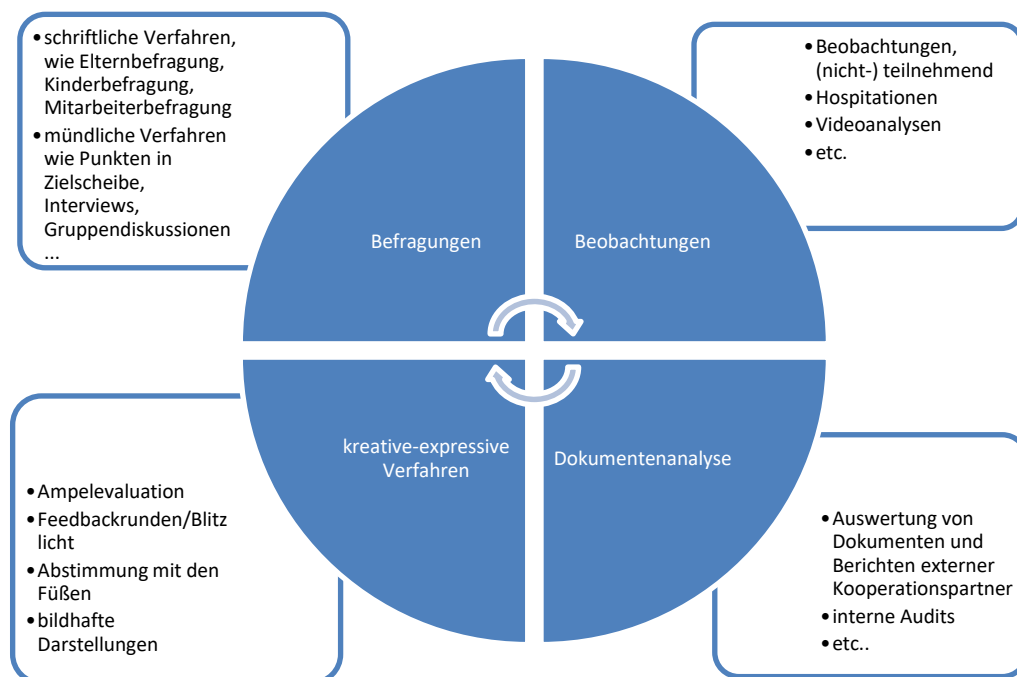 •schriftliche Verfahren,
wie Elternbefragung,
Kinderbefragung,
Mitarbeiterbefragung
•mündliche Verfahren
wie Punkten in
Zielscheibe,
Interviews,
Gruppendiskussionen
...
•Beobachtungen,
(nicht-) teilnehmend
•Hospitationen
•Videoanalysen
•etc.
Befragungen
Beobachtungen
kreative-expressive
Verfahren
Dokumentenanalyse
•Ampelevaluation
•Feedbackrunden/Blitz
licht
•Abstimmung mit den
Füßen
•bildhafte
Darstellungen
•Auswertung von
Dokumenten und
Berichten externer
Kooperationspartner
•interne Audits
•etc..